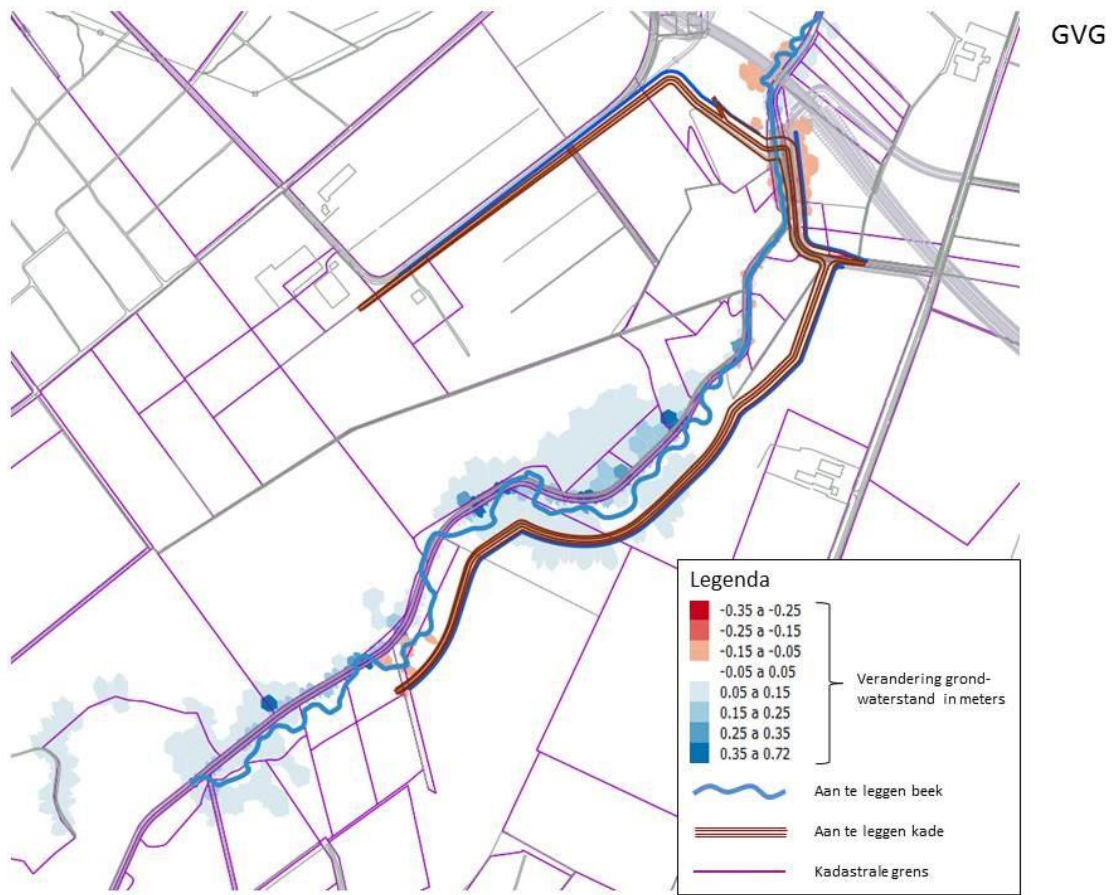 GVG
Legenda
-0.35 a -0.25
-0.25 a -0.15
-0.15 a -0.05
-0.05 a 0.05
0.05 a 0.15
0.15 a 0.25
0.25 a 0.35
0.35 a 0.72
Verandering grond-
waterstand in meters
Aan te leggen beek
Aan te leggen kade
Kadastrale grens